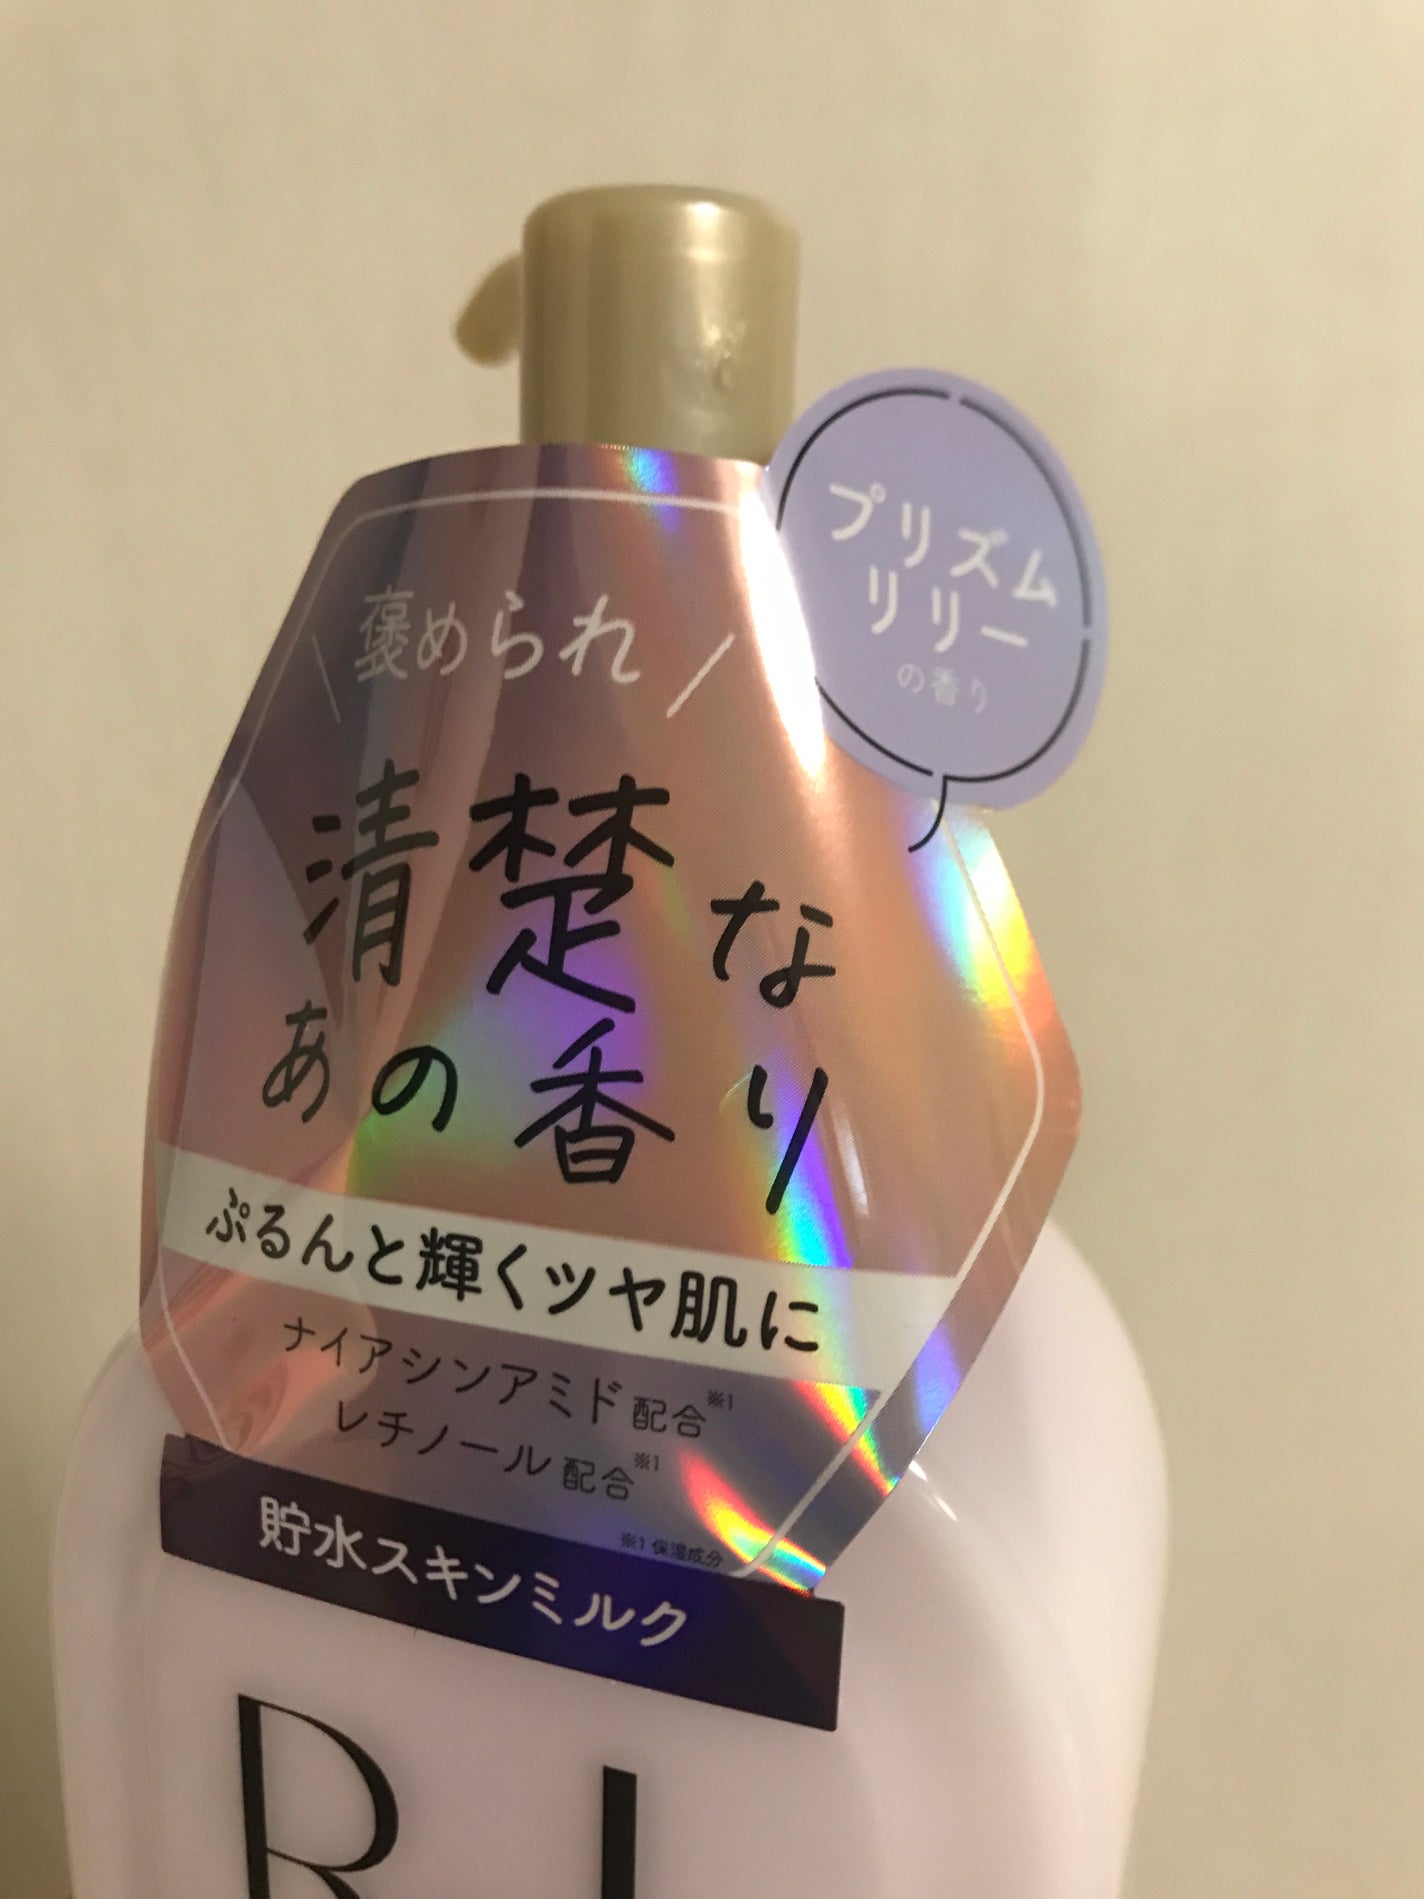 プリズム
リリー
の香り
\ 褒められ /
清楚な
あの香り
ぷるんと輝くツヤ肌に
ナイアシンアミド配合※1
レチノール配合※1
※1 保湿成分
貯水スキンミルク